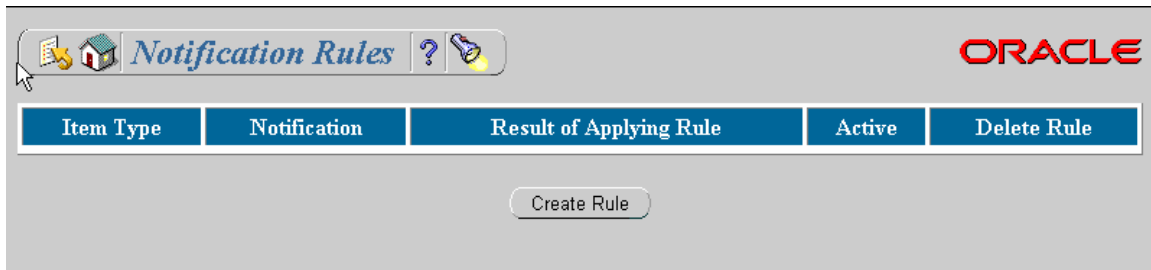 Notification Rules ?
ORACLE
Item Type Notification Result of Applying Rule Active Delete Rule
Create Rule